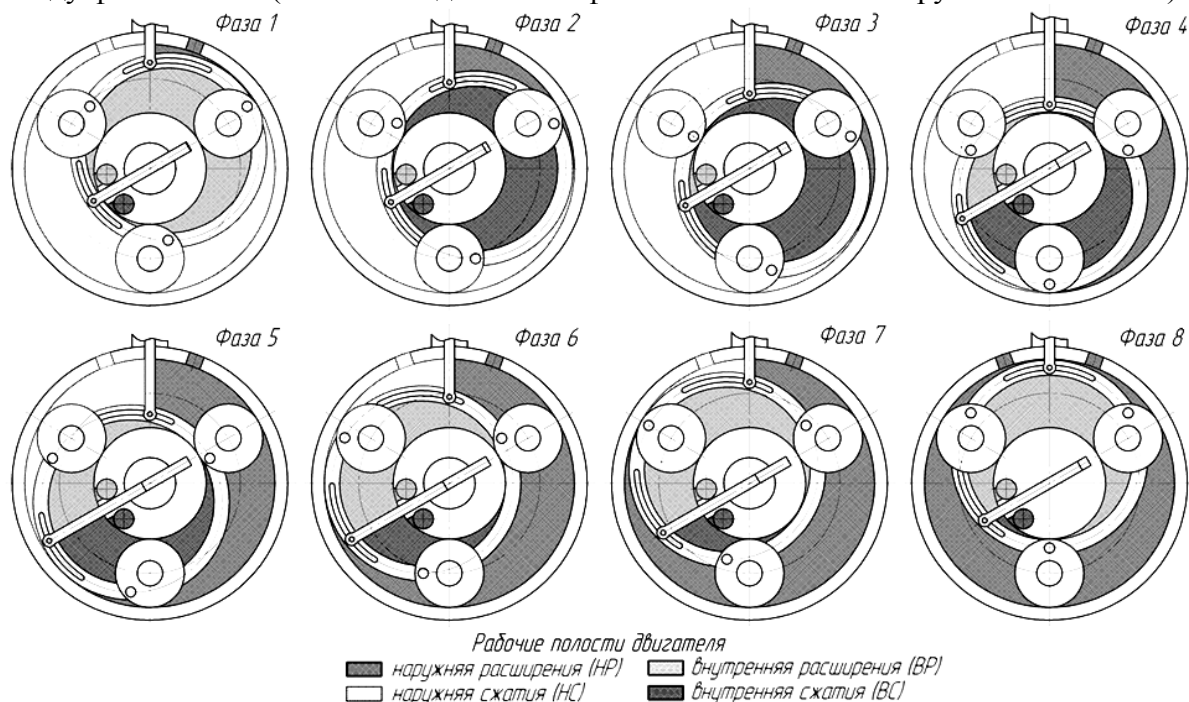 Фаза 1 Фаза 2 Фаза 3 Фаза 4
Фаза 5 Фаза 6 Фаза 7 Фаза 8
Рабочие полости двигателя
наружняя расширения (НР) внутренняя расширения (ВР)
наружняя сжатия (НС) внутренняя сжатия (ВС)